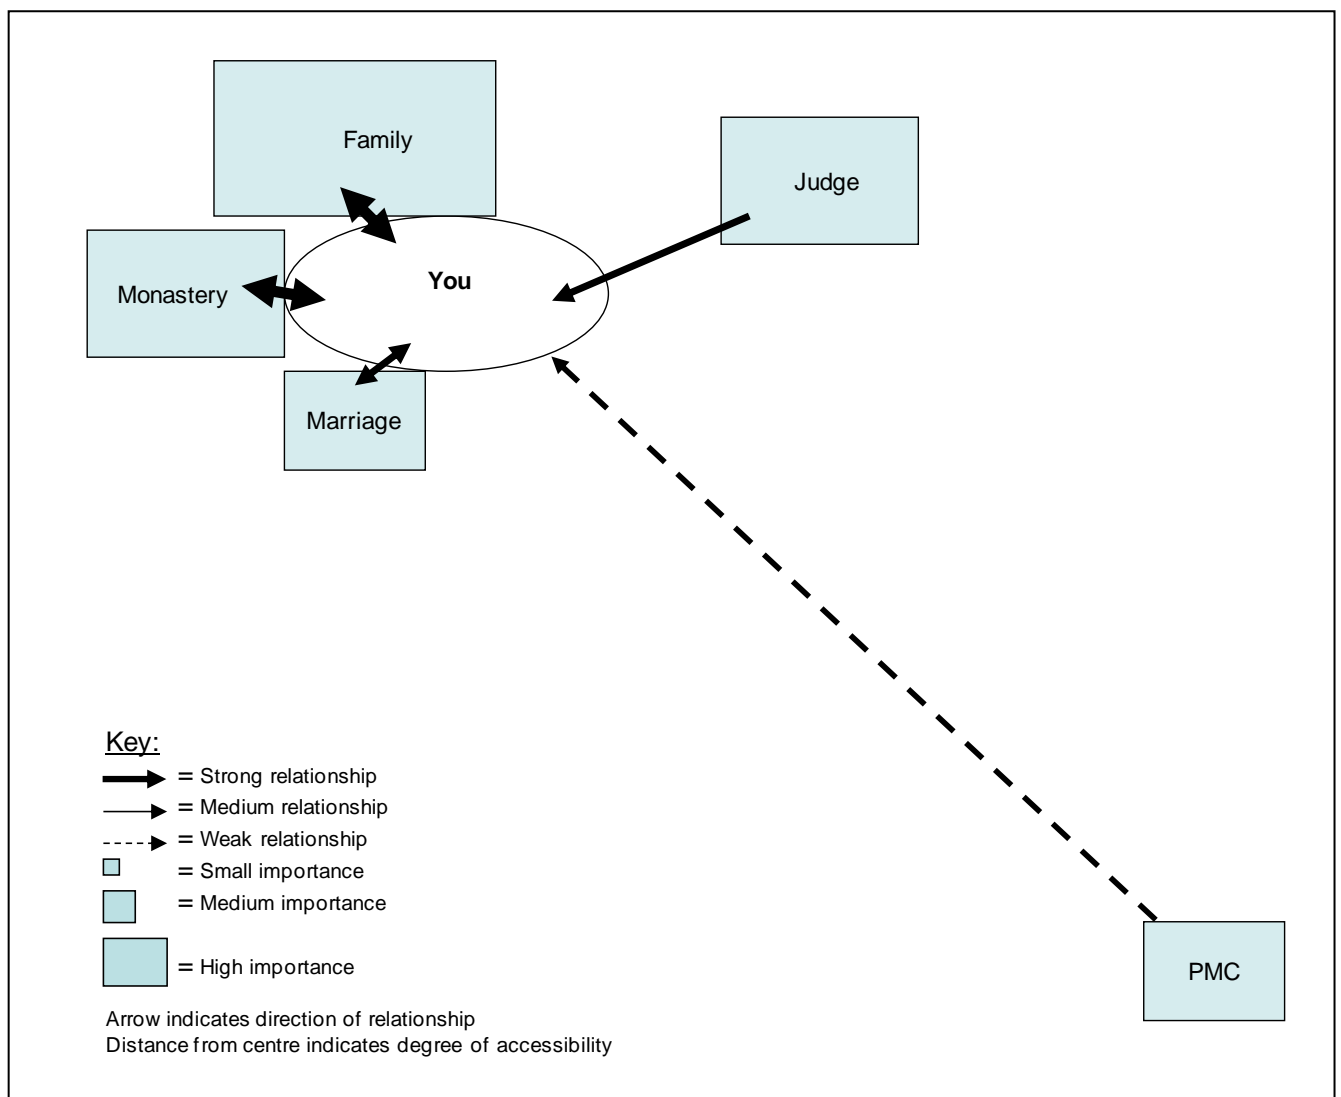 Family
Judge
You
Monastery
Marriage
Key:
= Strong relationship
= Medium relationship
= Weak relationship
= Small importance
= Medium importance
= High importance
PMC
Arrow indicates direction of relationship
Distance from centre indicates degree of accessibility